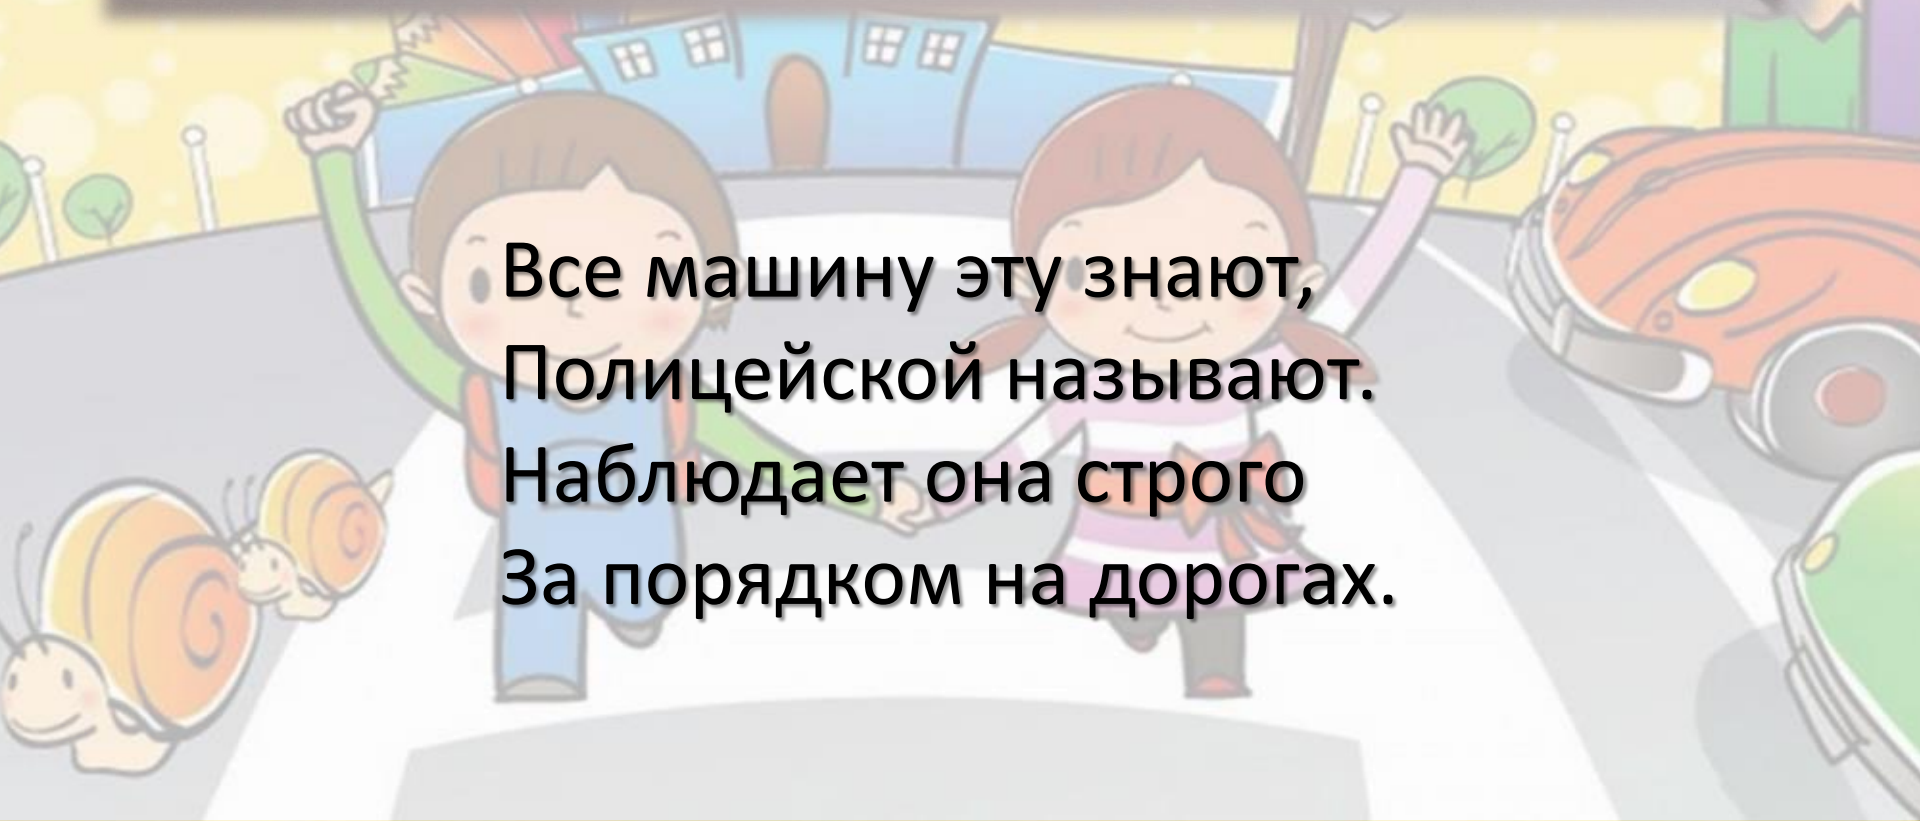 Все машину эту знают,
Полицейской называют.
Наблюдает она строго
За порядком на дорогах.